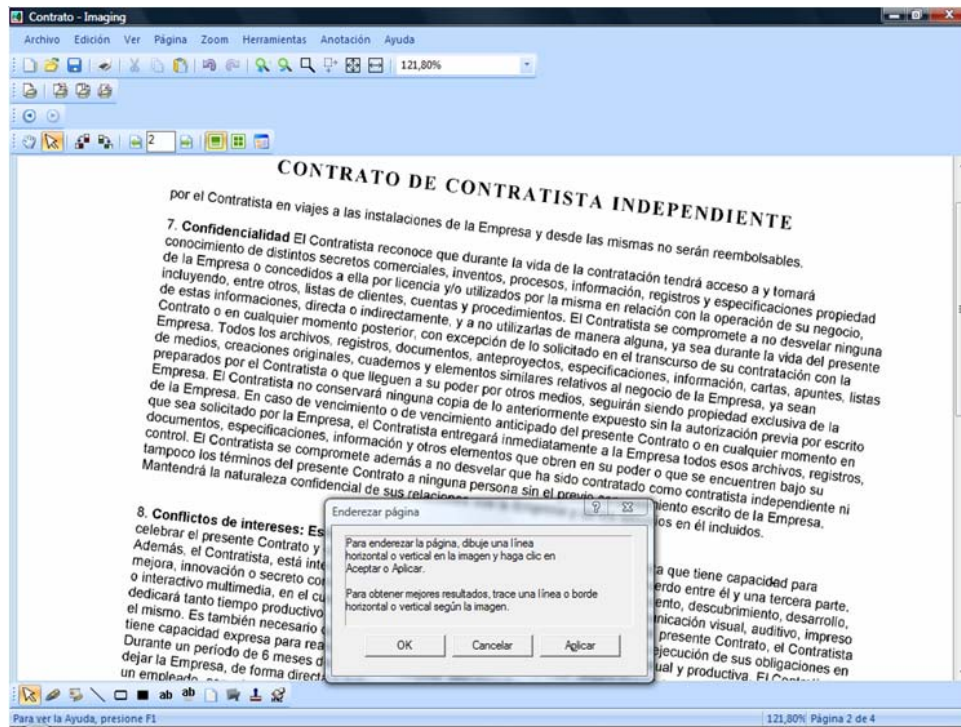 Contrato - Imaging
Archivo Edición Ver Página Zoom Herramientas Anotación Ayuda
121,80%
2
CONTRATO DE CONTRATISTA INDEPENDIENTE
por el Contratista en viajes a las instalaciones de la Empresa y desde las mismas no serán reembolsables.
7. Confidencialidad El Contratista reconoce que durante la vida de la contratación tendrá acceso a y tomará
conocimiento de distintos secretos comerciales, inventos, procesos, información, registros y especificaciones propiedad
de la Empresa o concedidos a ella por licencia y/o utilizados por la misma en relación con la operación de su negocio,
incluyendo, entre otros, listas de clientes, cuentas y procedimientos. El Contratista se compromete a no desvelar ninguna
de estas informaciones, directa o indirectamente, y a no utilizarlas de manera alguna, ya sea durante la vida del presente
Contrato o en cualquier momento posterior, con excepción de lo solicitado en el transcurso de su contratación con la
Empresa. Todos los archivos, registros, documentos, anteproyectos, especificaciones, información, cartas, apuntes, listas
de medios, creaciones originales, cuadernos y elementos similares relativos al negocio de la Empresa, ya sean
preparados por el Contratista o que lleguen a su poder por otros medios, seguirán siendo propiedad exclusiva de la
Empresa. El Contratista no conservará ninguna copia de lo anteriormente expuesto sin la autorización previa por escrito
de la Empresa. En caso de vencimiento o de vencimiento anticipado del presente Contrato o en cualquier momento en
que sea solicitado por la Empresa, el Contratista entregará inmediatamente a la Empresa todos esos archivos, registros,
documentos, especificaciones, información y otros elementos que obren en su poder o que se encuentren bajo su
control. El Contratista se compromete además a no desvelar que ha sido contratado como contratista independiente ni
tampoco los términos del presente Contrato a ninguna persona sin el previo miento escrito de la Empresa.
Mantendrá la naturaleza confidencial de sus relaciones ios en él incluidos.
8. Conflictos de intereses: Es a que tiene capacidad para
celebrar el presente Contrato y erdo entre él y una tercera parte.
Además, el Contratista, está inte ento, descubrimiento, desarrollo,
mejora, innovación o secreto con nicación visual, auditivo, impreso
o interactivo multimedia, en el cu presente Contrato, el Contratista
dedicará tanto tiempo productivo ejecución de sus obligaciones en
el mismo. Es también necesario ual y productiva. El
tiene capacidad expresa para rea
Durante un período de 6 meses d
dejar la Empresa, de forma direct
un empleado
Enderezar página
Para enderezar la página, dibuje una línea
horizontal o vertical en la imagen y haga clic en
Aceptar o Aplicar.
Para obtener mejores resultados, trace una línea o borde
horizontal o vertical según la imagen.
OK Cancelar Aplicar
ab ab
Para ver la Ayuda, presione F1 121,80% Página 2 de 4